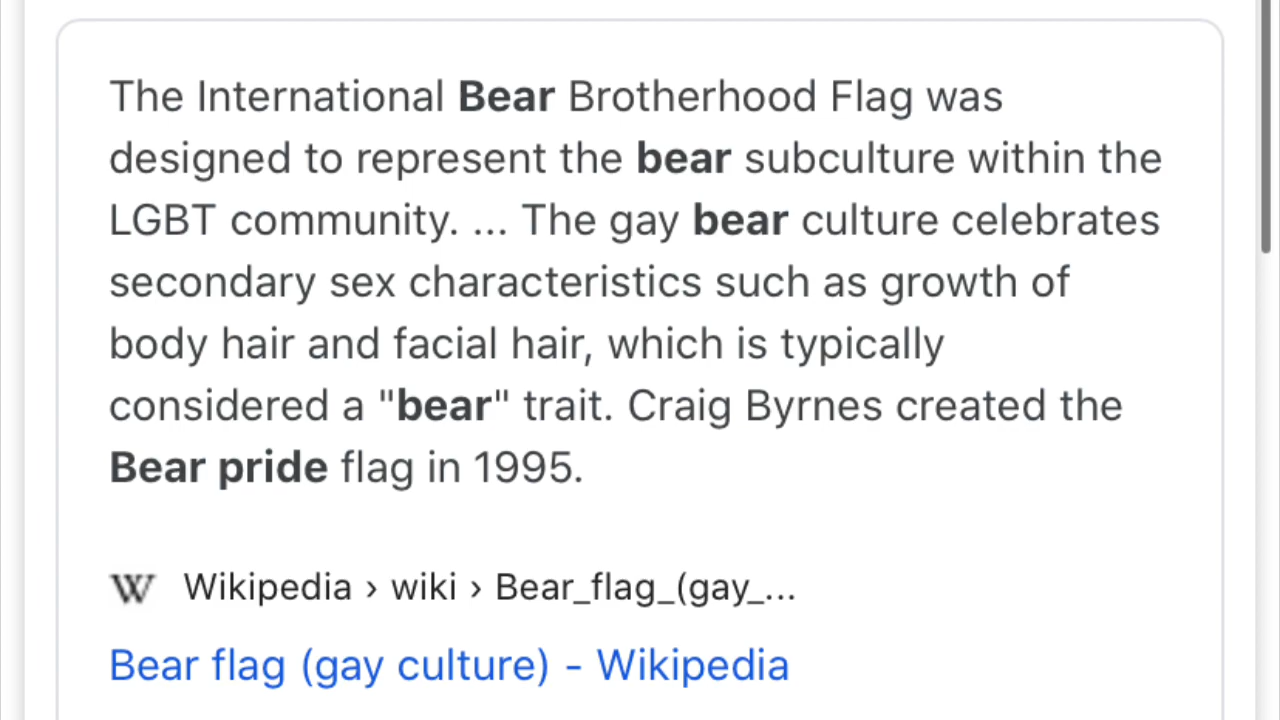 The International Bear Brotherhood Flag was
designed to represent the bear subculture within the
LGBT community. ... The gay bear culture celebrates
secondary sex characteristics such as growth of
body hair and facial hair, which is typically
considered a "bear" trait. Craig Byrnes created the
Bear pride flag in 1995.
W Wikipedia › wiki › Bear_flag_(gay_...
Bear flag (gay culture) - Wikipedia